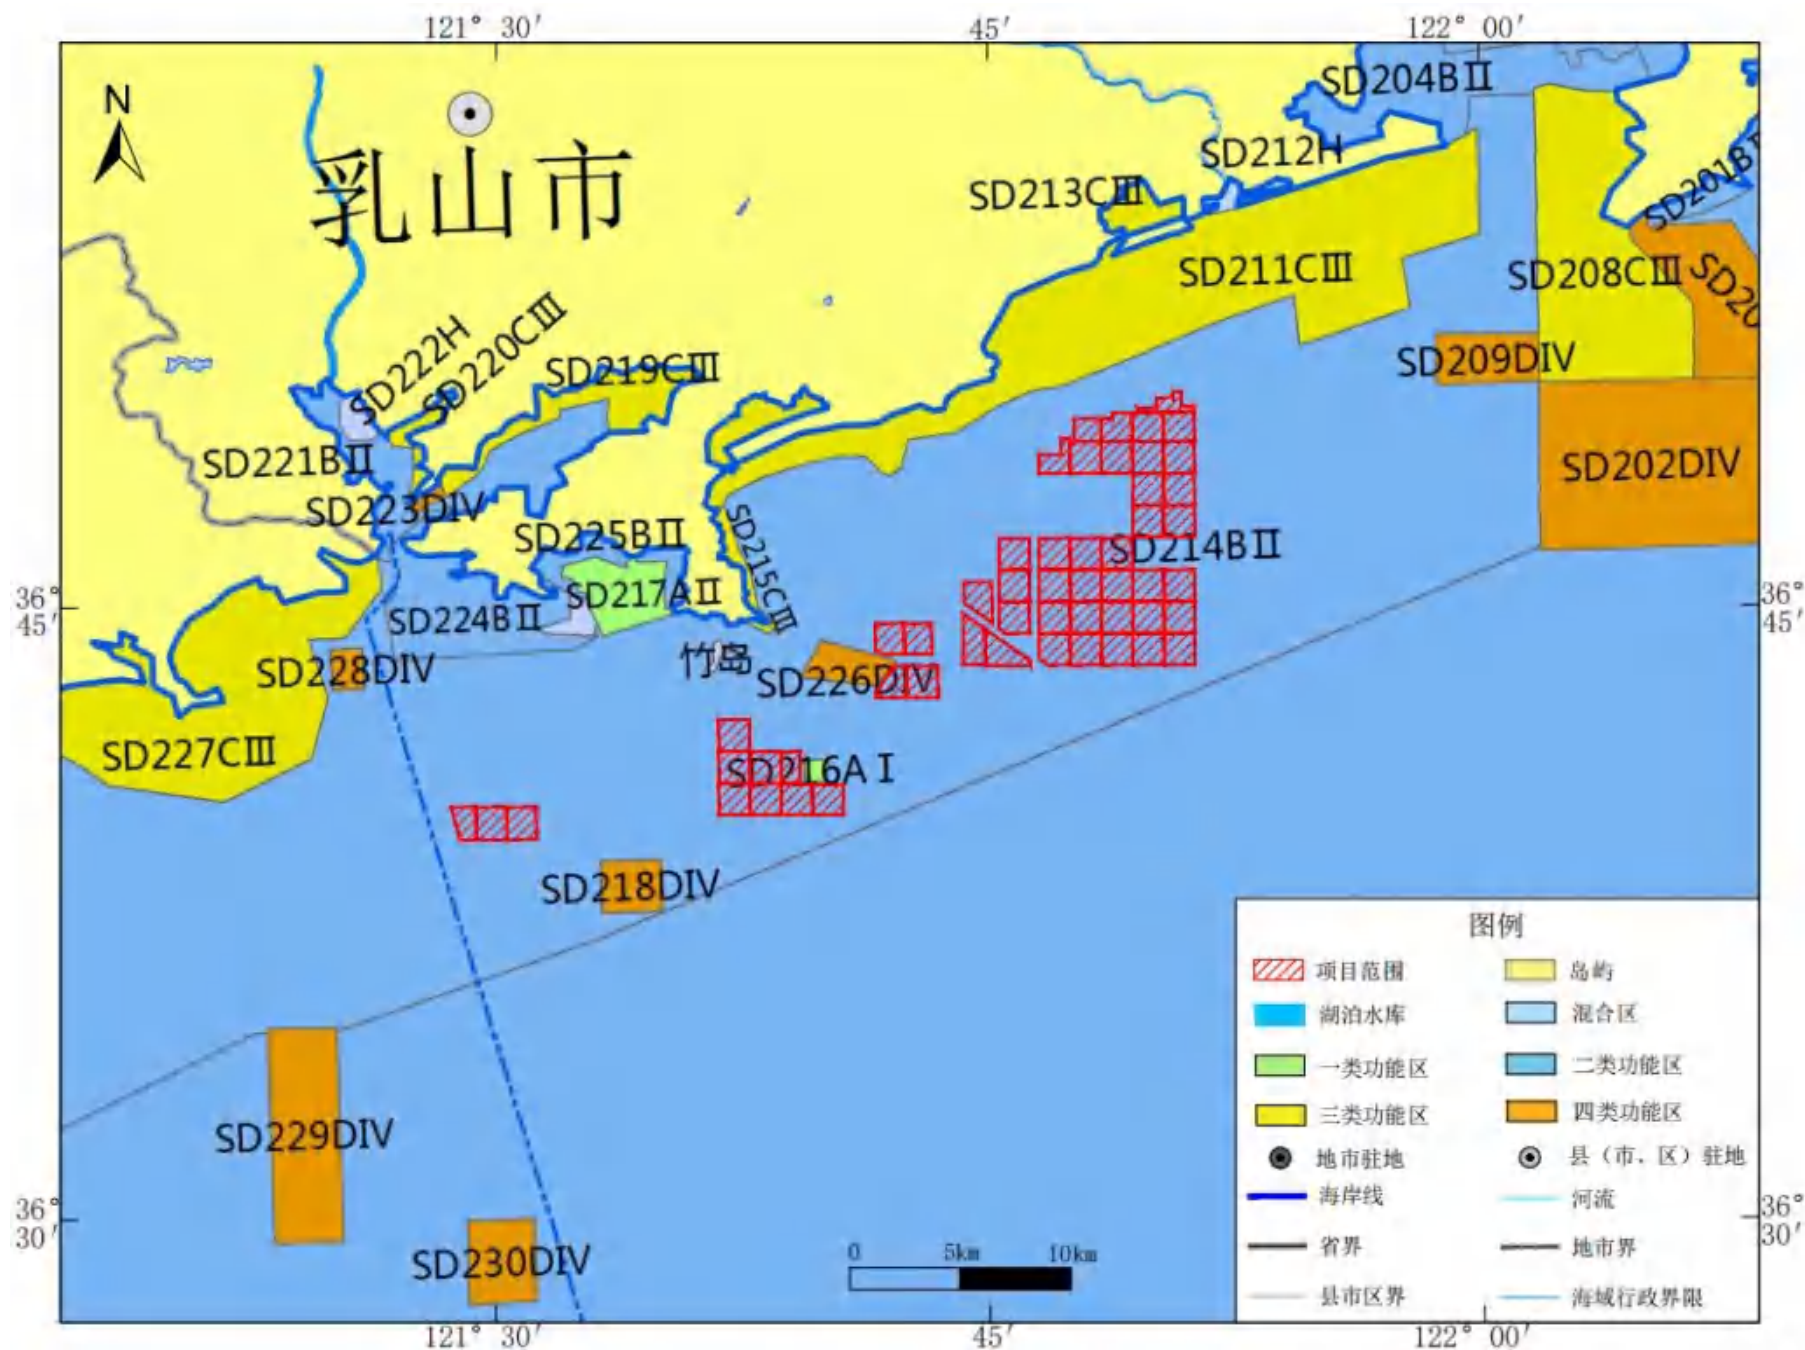 121° 30′ 45′ 122° 00′
N
SD204BⅡ
乳山市
SD212H
SD213CⅢ
SD201BⅡ
SD211CⅢ
SD208CⅢ
SD20
SD222H
SD220CⅢ
SD219CⅢ
SD209DⅣ
SD221BⅡ
SD202DⅣ
SD223DⅣ
SD225BⅡ
SD215CⅢ
SD214BⅡ
36° 45′
SD217AⅡ
36° 45′
SD224BⅡ
竹岛
SD228DⅣ
SD226DⅣ
SD227CⅢ
SD216AⅠ
SD218DⅣ
SD229DⅣ
SD230DⅣ
36° 30′
36° 30′
0 5km 10km
图例
项目范围 岛屿
湖泊水库 混合区
一类功能区 二类功能区
三类功能区 四类功能区
地市驻地 县（市、区）驻地
海岸线 河流
省界 地市界
县市区界 海域行政界限
121° 30′ 45′ 122° 00′